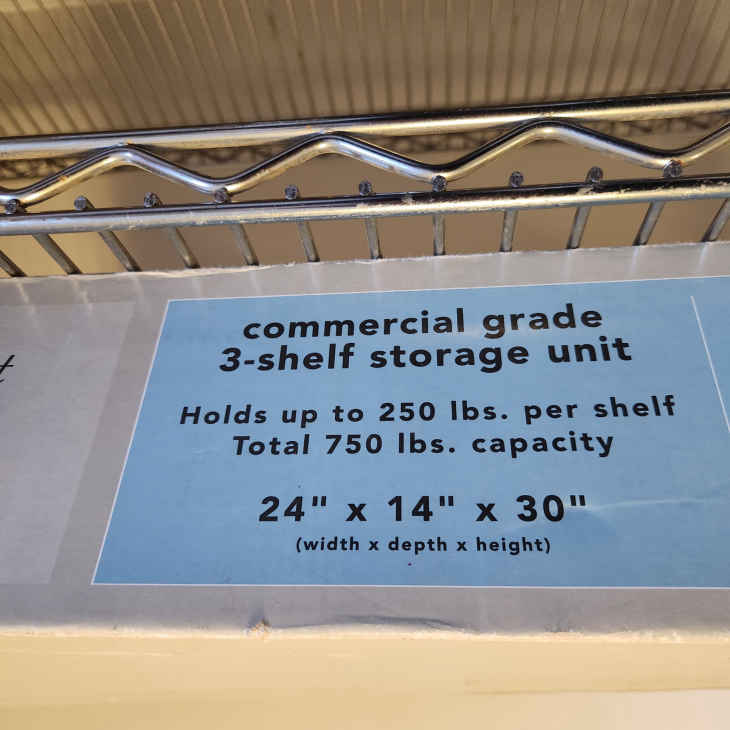 commercial grade
3-shelf storage unit
Holds up to 250 lbs. per shelf
Total 750 lbs. capacity
24" x 14" x 30"
(width x depth x height)